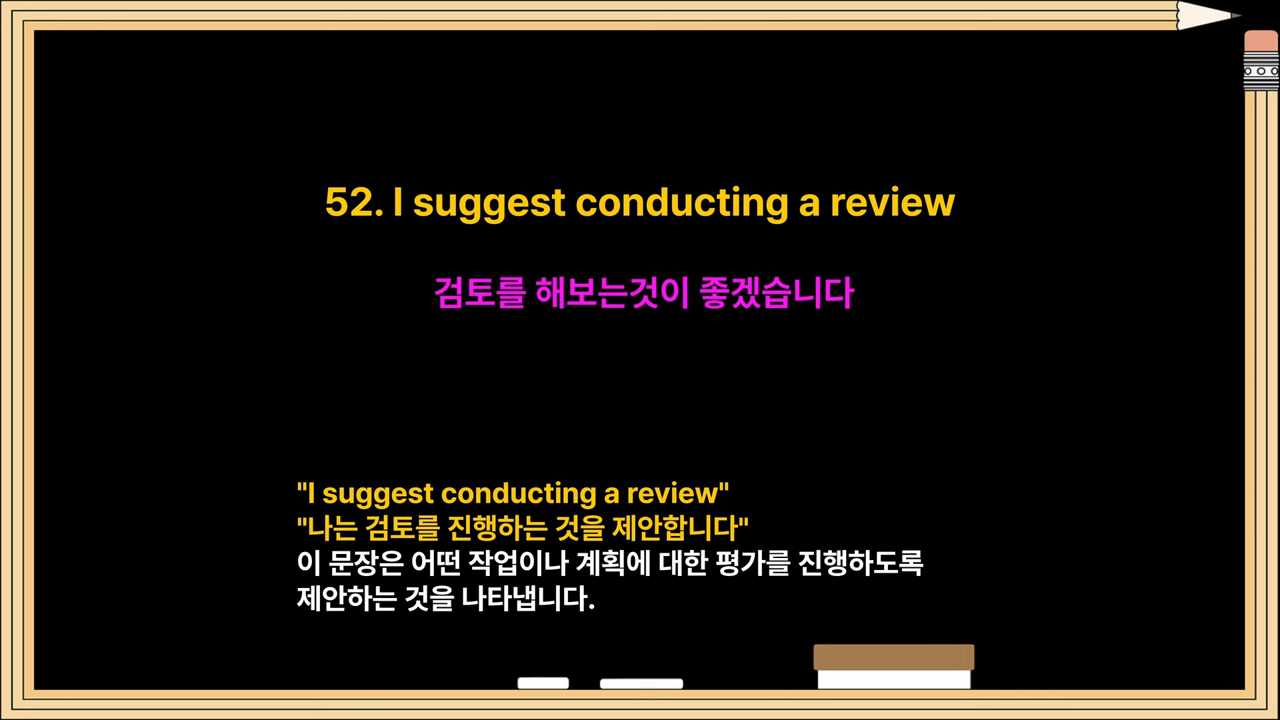 52. I suggest conducting a review
검토를 해보는것이 좋겠습니다
"I suggest conducting a review"
"나는 검토를 진행하는 것을 제안합니다"
이 문장은 어떤 작업이나 계획에 대한 평가를 진행하도록
제안하는 것을 나타냅니다.